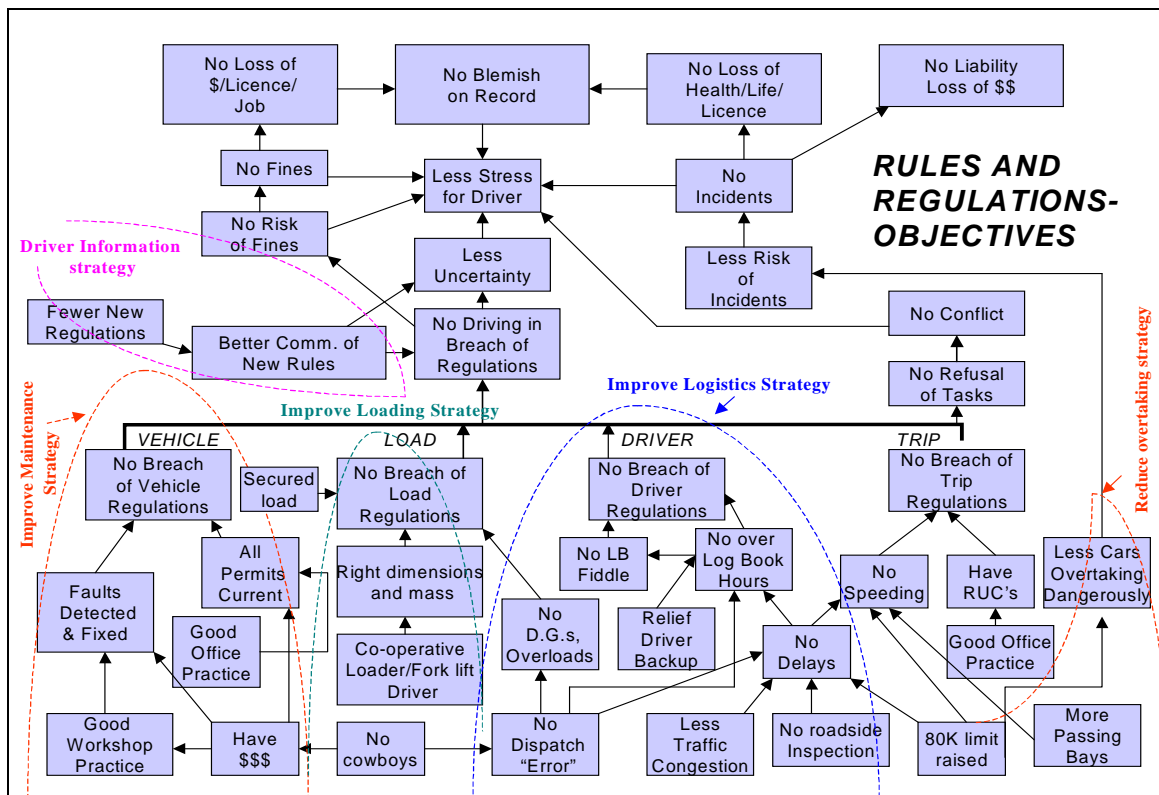 No Loss of
$/Licence/
Job
No Blemish
on Record
No Loss of
Health/Life/
Licence
No Liability
Loss of $$
RULES AND
REGULATIONS-
OBJECTIVES
No Fines
Less Stress
for Driver
No
Incidents
No Risk
of Fines
Driver Information
strategy
Less
Uncertainty
Less Risk
of
Incidents
Fewer New
Regulations
Better Comm. of
New Rules
No Driving in
Breach of
Regulations
No Conflict
No Refusal
of Tasks
Reduce overtaking strategy
Improve Maintenance
Strategy
Improve Loading Strategy
Improve Logistics Strategy
VEHICLE
LOAD
DRIVER
TRIP
No Breach
of Vehicle
Regulations
Secured
load
No Breach of
Load
Regulations
No Breach of
Driver
Regulations
No Breach of
Trip
Regulations
All
Permits
Current
Faults
Detected
& Fixed
Right dimensions
and mass
No LB
Fiddle
No over
Log Book
Hours
No
Speeding
Have
RUC's
Less Cars
Overtaking
Dangerously
Good
Office
Practice
Co-operative
Loader/Fork lift
Driver
No
D.G.s,
Overloads
Relief
Driver
Backup
No
Delays
Good Office
Practice
Good
Workshop
Practice
Have
$$$
No
cowboys
No
Dispatch
“Error”
Less
Traffic
Congestion
No roadside
Inspection
80K limit
raised
More
Passing
Bays